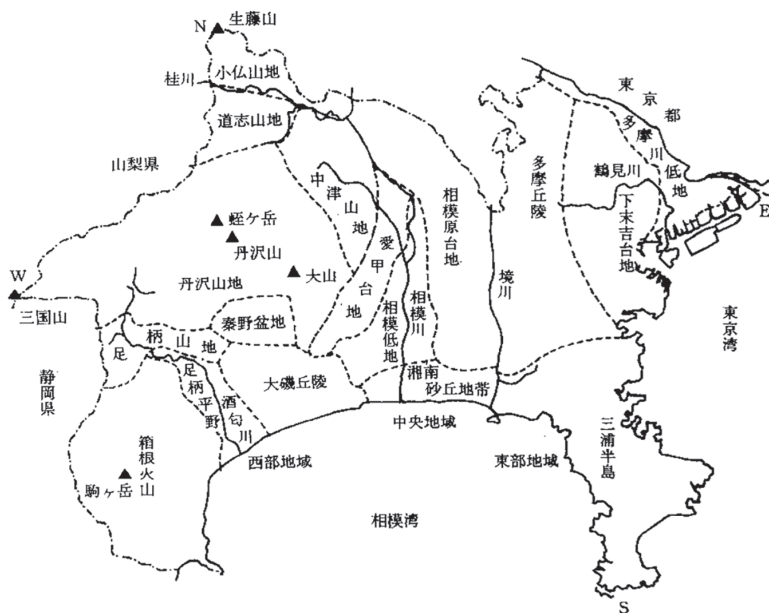 N
生藤山
小仏山地
桂川
道志山地
山梨県
東京都
多摩川低地
鶴見川
E
下末吉台地
多摩丘陵
相模原台地
中津山地
愛甲台地
蛭ヶ岳
丹沢山
大山
丹沢山地
W
三国山
秦野盆地
相模低地
相模川
境川
東京湾
足柄山地
足柄平野
酒匂川
大磯丘陵
湘南
砂丘地帯
静岡県
箱根火山
駒ヶ岳
西部地域
中央地域
東部地域
三浦半島
相模湾
S